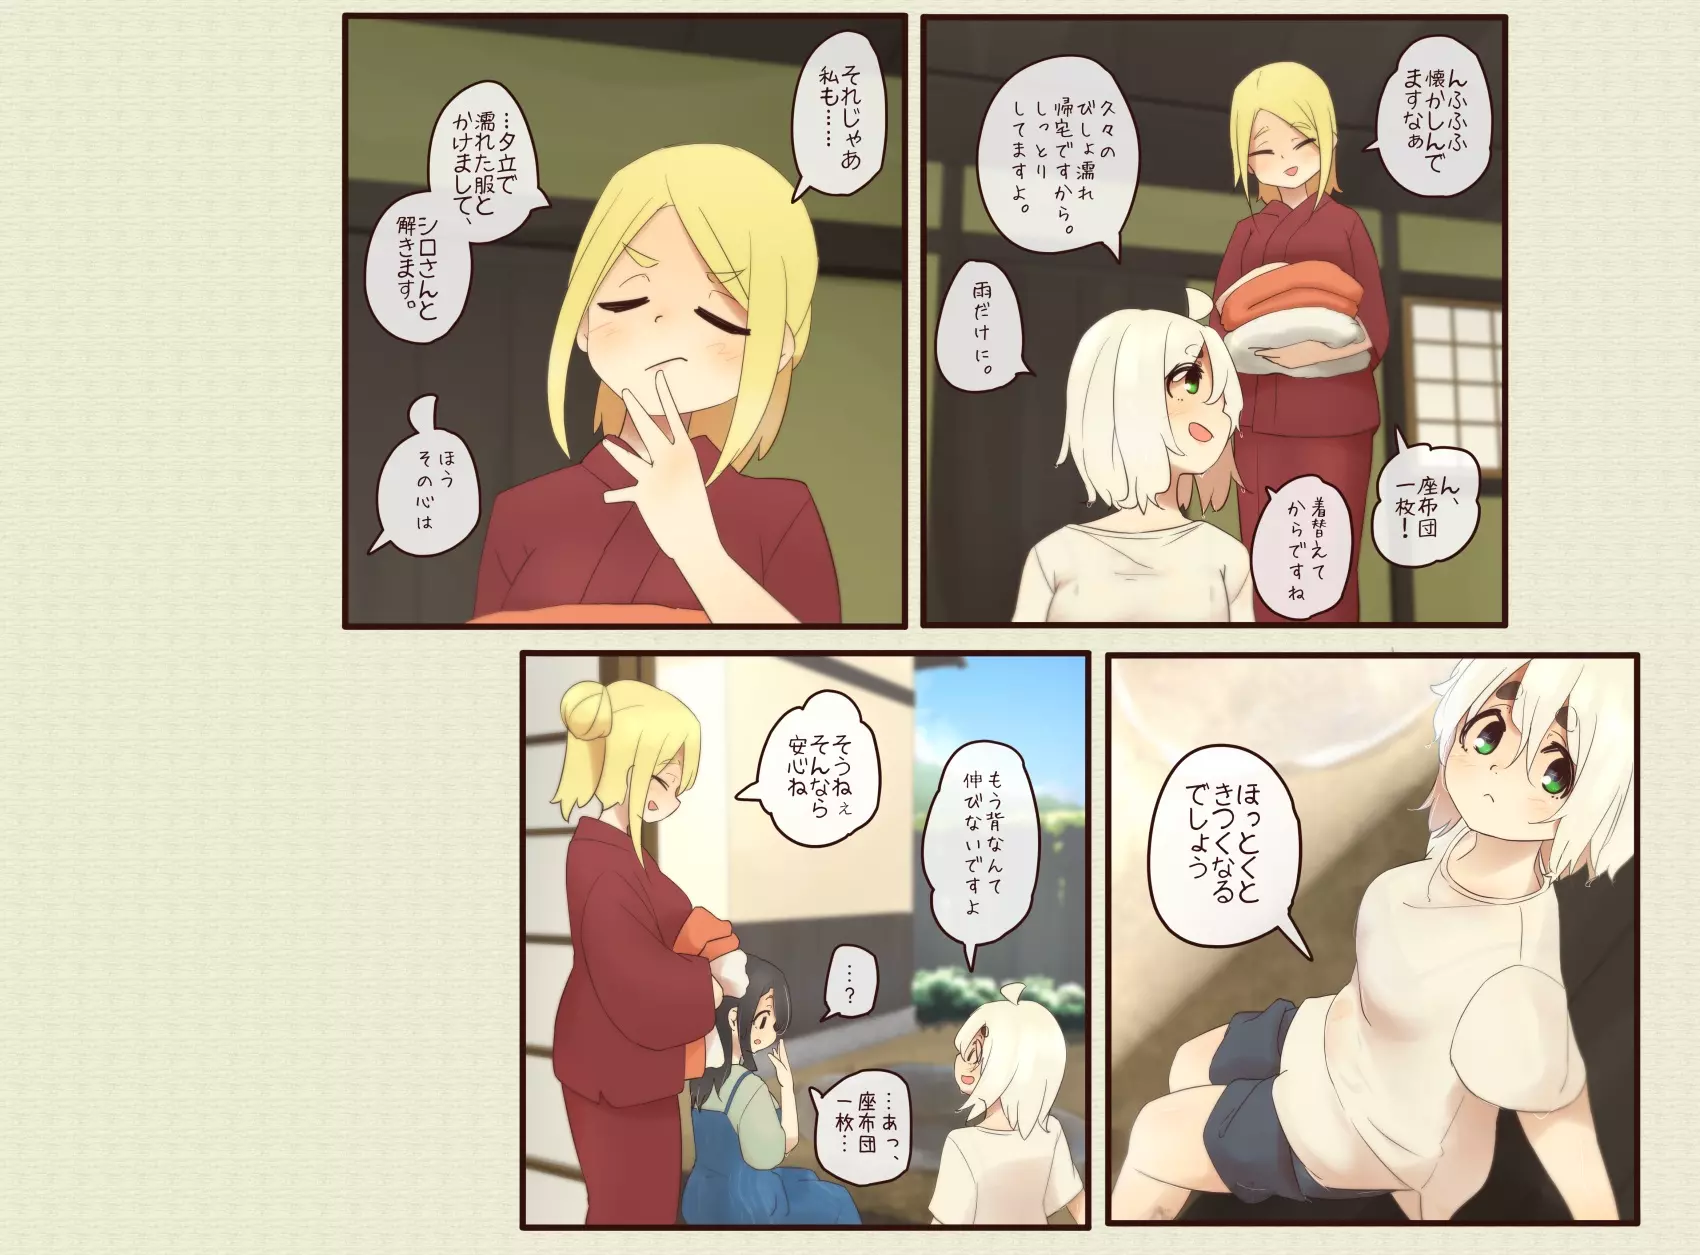 んふふふ
懐かしんで
ますなぁ
久々の
びしょ濡れ
帰宅ですから。
しっとり
してますよ。
雨だけに。
ん、
座布団
一枚！
着替えて
からですね
それじゃあ
私も……
…夕立で
濡れた服と
かけまして、
シロさんと
解きます。
ほう
その心は
ほっとくと
きつくなる
でしょう
もう背なんて
伸びないですよ
そうねぇ
そんなら
安心ね
…？
…あっ、
座布団
一枚…